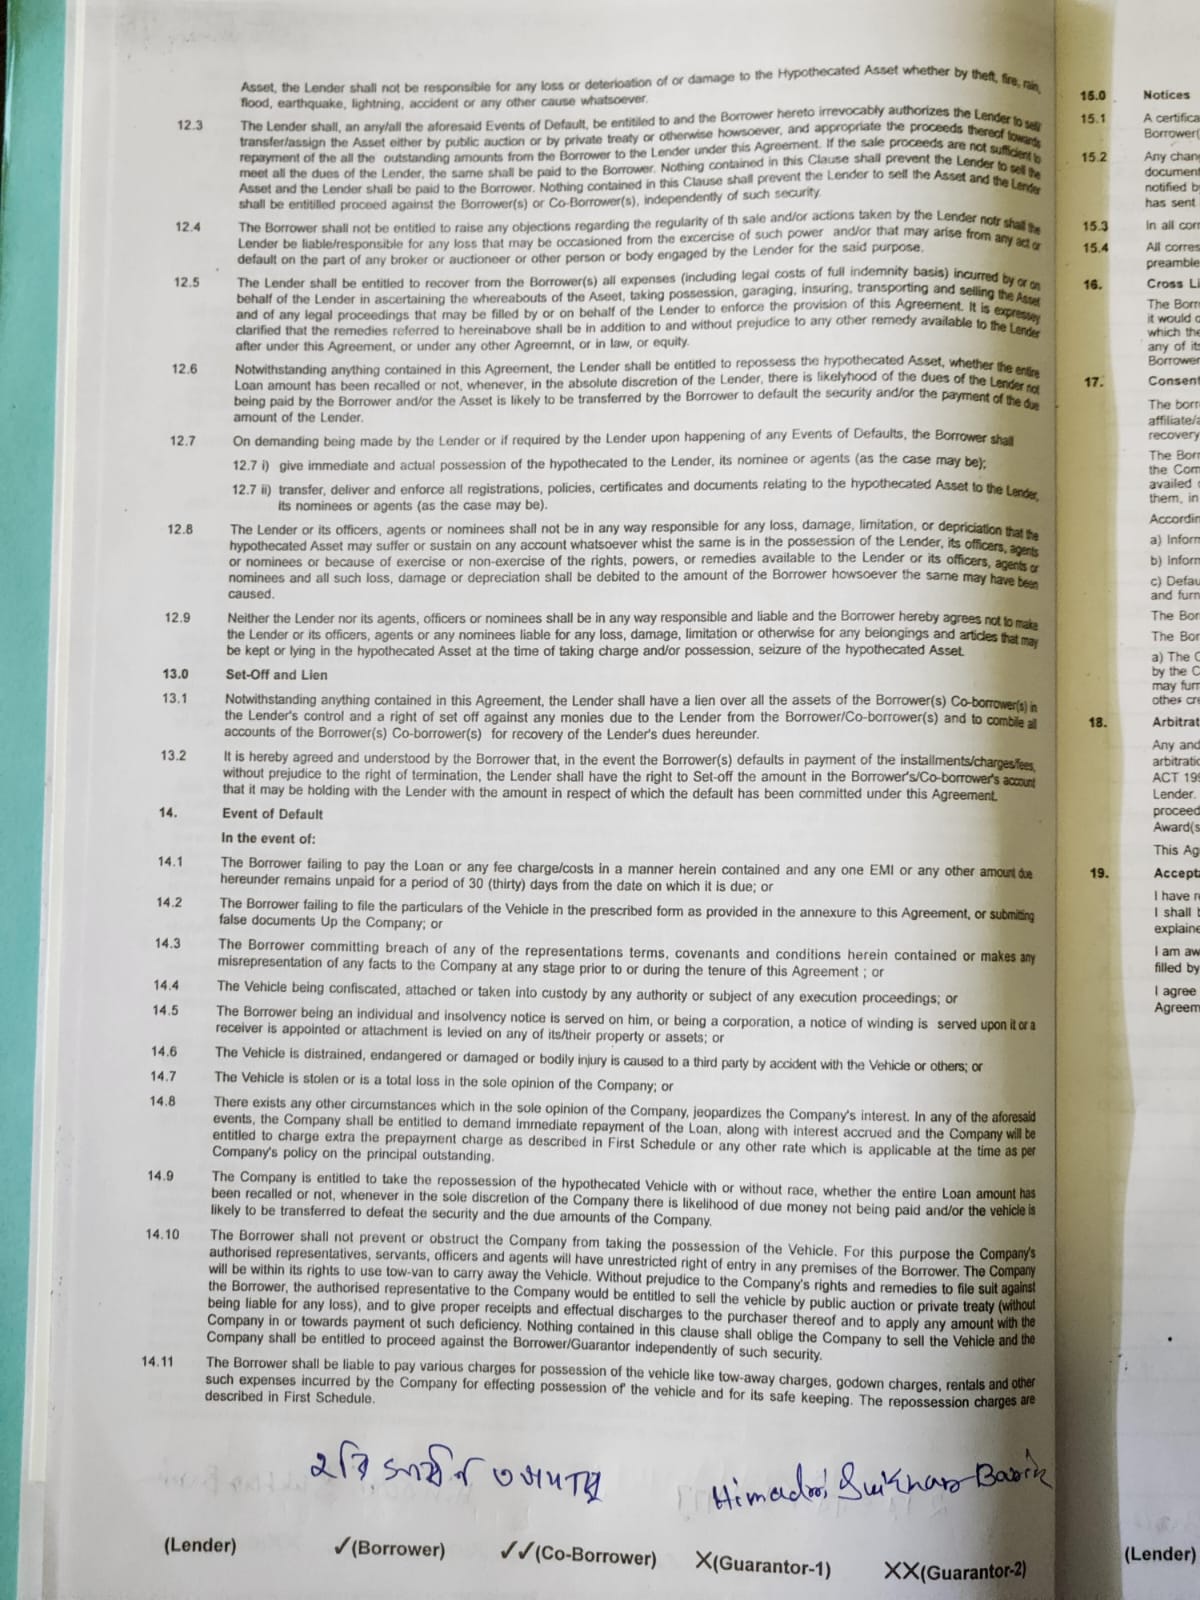 Asset, the Lender shall not be responsible for any loss or deterioation of or damage to the Hypothecated Asset whether by theft, fire, rain,
flood, earthquake, lightning, accident or any other cause whatsoever.
12.3 The Lender shall, an any/all the aforesaid Events of Default, be entitiled to and the Borrower hereto irrevocably authorizes the Lender to sell
transfer/assign the Asset either by public auction or by private treaty or otherwise howsoever, and appropriate the proceeds thereof towards
repayment of the all the outstanding amounts from the Borrower to the Lender under this Agreement. If the sale proceeds are not sufficient to
meet all the dues of the Lender, the same shall be paid to the Borrower. Nothing contained in this Clause shall prevent the Lender to sell the
Asset and the Lender shall be paid to the Borrower. Nothing contained in this Clause shall prevent the Lender to sell the Asset and the Lender
shall be entitilled proceed against the Borrower(s) or Co-Borrower(s), independently of such security.
12.4 The Borrower shall not be entitled to raise any objections regarding the regularity of th sale and/or actions taken by the Lender notr shall the
Lender be liable/responsible for any loss that may be occasioned from the excercise of such power and/or that may arise from any act or
default on the part of any broker or auctioneer or other person or body engaged by the Lender for the said purpose.
12.5 The Lender shall be entitled to recover from the Borrower(s) all expenses (including legal costs of full indemnity basis) incurred by or on
behalf of the Lender in ascertaining the whereabouts of the Aseet, taking possession, garaging, insuring, transporting and selling the Asset
and of any legal proceedings that may be filled by or on behalf of the Lender to enforce the provision of this Agreement. It is expressey
clarified that the remedies referred to hereinabove shall be in addition to and without prejudice to any other remedy available to the Lender
after under this Agreement, or under any other Agreemnt, or in law, or equity.
12.6 Notwithstanding anything contained in this Agreement, the Lender shall be entitled to repossess the hypothecated Asset, whether the entire
Loan amount has been recalled or not, whenever, in the absolute discretion of the Lender, there is likelyhood of the dues of the Lender not
being paid by the Borrower and/or the Asset is likely to be transferred by the Borrower to default the security and/or the payment of the due
amount of the Lender.
12.7 On demanding being made by the Lender or if required by the Lender upon happening of any Events of Defaults, the Borrower shall
12.7 i) give immediate and actual possession of the hypothecated to the Lender, its nominee or agents (as the case may be);
12.7 ii) transfer, deliver and enforce all registrations, policies, certificates and documents relating to the hypothecated Asset to the Lender,
its nominees or agents (as the case may be).
12.8 The Lender or its officers, agents or nominees shall not be in any way responsible for any loss, damage, limitation, or depriciation that the
hypothecated Asset may suffer or sustain on any account whatsoever whist the same is in the possession of the Lender, its officers, agents
or nominees or because of exercise or non-exercise of the rights, powers, or remedies available to the Lender or its officers, agents or
nominees and all such loss, damage or depreciation shall be debited to the amount of the Borrower howsoever the same may have been
caused.
12.9 Neither the Lender nor its agents, officers or nominees shall be in any way responsible and liable and the Borrower hereby agrees not to make
the Lender or its officers, agents or any nominees liable for any loss, damage, limitation or otherwise for any belongings and articles that may
be kept or lying in the hypothecated Asset at the time of taking charge and/or possession, seizure of the hypothecated Asset.
13.0 Set-Off and Lien
13.1 Notwithstanding anything contained in this Agreement, the Lender shall have a lien over all the assets of the Borrower(s) Co-borrower(s) in
the Lender's control and a right of set off against any monies due to the Lender from the Borrower/Co-borrower(s) and to combile all
accounts of the Borrower(s) Co-borrower(s) for recovery of the Lender's dues hereunder.
13.2 It is hereby agreed and understood by the Borrower that, in the event the Borrower(s) defaults in payment of the installments/charges/fees,
without prejudice to the right of termination, the Lender shall have the right to Set-off the amount in the Borrower's/Co-borrower's account
that it may be holding with the Lender with the amount in respect of which the default has been committed under this Agreement.
14. Event of Default
In the event of:
14.1 The Borrower failing to pay the Loan or any fee charge/costs in a manner herein contained and any one EMI or any other amount due
hereunder remains unpaid for a period of 30 (thirty) days from the date on which it is due; or
14.2 The Borrower failing to file the particulars of the Vehicle in the prescribed form as provided in the annexure to this Agreement, or submitting
false documents Up the Company; or
14.3 The Borrower committing breach of any of the representations terms, covenants and conditions herein contained or makes any
misrepresentation of any facts to the Company at any stage prior to or during the tenure of this Agreement ; or
14.4 The Vehicle being confiscated, attached or taken into custody by any authority or subject of any execution proceedings; or
14.5 The Borrower being an individual and insolvency notice is served on him, or being a corporation, a notice of winding is served upon it or a
receiver is appointed or attachment is levied on any of its/their property or assets; or
14.6 The Vehicle is distrained, endangered or damaged or bodily injury is caused to a third party by accident with the Vehicle or others; or
14.7 The Vehicle is stolen or is a total loss in the sole opinion of the Company; or
14.8 There exists any other circumstances which in the sole opinion of the Company, jeopardizes the Company's interest. In any of the aforesaid
events, the Company shall be entitled to demand immediate repayment of the Loan, along with interest accrued and the Company will be
entitled to charge extra the prepayment charge as described in First Schedule or any other rate which is applicable at the time as per
Company's policy on the principal outstanding.
14.9 The Company is entitled to take the repossession of the hypothecated Vehicle with or without race, whether the entire Loan amount has
been recalled or not, whenever in the sole discretion of the Company there is likelihood of due money not being paid and/or the vehicle is
likely to be transferred to defeat the security and the due amounts of the Company.
14.10 The Borrower shall not prevent or obstruct the Company from taking the possession of the Vehicle. For this purpose the Company's
authorised representatives, servants, officers and agents will have unrestricted right of entry in any premises of the Borrower. The Company
will be within its rights to use tow-van to carry away the Vehicle. Without prejudice to the Company's rights and remedies to file suit against
the Borrower, the authorised representative to the Company would be entitled to sell the vehicle by public auction or private treaty (without
being liable for any loss), and to give proper receipts and effectual discharges to the purchaser thereof and to apply any amount with the
Company in or towards payment ot such deficiency. Nothing contained in this clause shall oblige the Company to sell the Vehicle and the
Company shall be entitled to proceed against the Borrower/Guarantor independently of such security.
14.11 The Borrower shall be liable to pay various charges for possession of the vehicle like tow-away charges, godown charges, rentals and other
such expenses incurred by the Company for effecting possession of the vehicle and for its safe keeping. The repossession charges are
described in First Schedule.
Himadri
(Lender) ✓(Borrower) ✓✓(Co-Borrower) X(Guarantor-1) XX(Guarantor-2)
15.0 Notices
15.1 A certifica
Borrower
15.2 Any chan
document
notified b
has sent
15.3 In all corr
15.4 All corres
preamble
16. Cross Li
The Borr
it would
which the
any of its
Borrower
17. Consent
The borr
affiliate/a
recovery
The Borr
the Com
availed
them, in
Accordin
a) Inform
b) Inform
c) Defau
and furn
The Bor
The Bor
a) The C
by the C
may furn
other cre
18. Arbitrat
Any and
arbitratic
ACT 199
Lender.
proceed
Award(s
This Ag
19. Accept
I have r
I shall
explaine
I am aw
filled by
I agree
Agreem
(Lender)